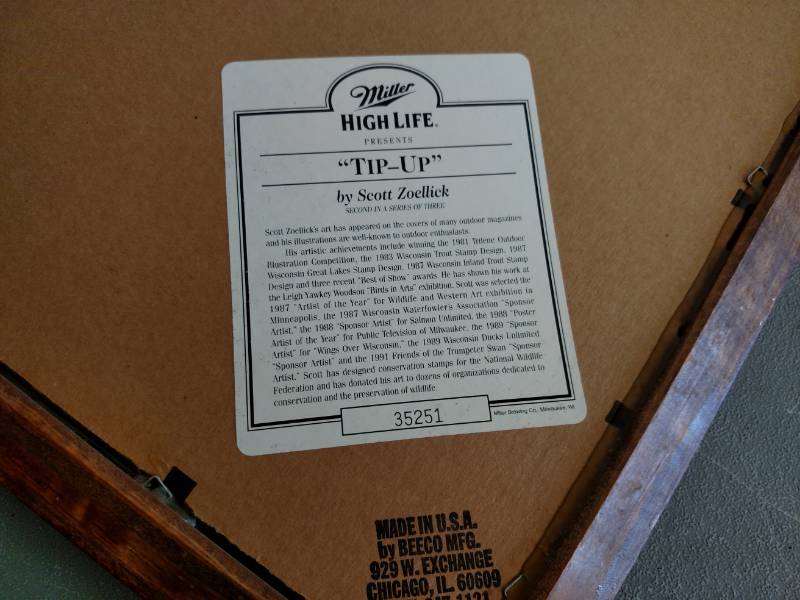 Miller
HIGH LIFE
PRESENTS
“TIP-UP”
by Scott Zoellick
SECOND IN A SERIES OF THREE
Scott Zoellick's art has appeared on the covers of many outdoor magazines
and his illustrations are well-known to outdoor enthusiasts.
His artistic achievements include winning the 1981 Trilene Outdoor
Illustration Competition, the 1983 Wisconsin Trout Stamp Design, 1987
Wisconsin Great Lakes Stamp Design, 1987 Wisconsin Inland Trout Stamp
Design and three recent "Best of Show" awards. He has shown his work at
the Leigh Yawkey Woodson "Birds in Arts" exhibition. Scott was selected the
1987 "Artist of the Year" for Wildlife and Western Art exhibition in
Minneapolis, the 1987 Wisconsin Waterfowler's Association "Sponsor
Artist," the 1988 "Sponsor Artist" for Salmon Unlimited, the 1988 "Poster
Artist of the Year" for Public Television of Milwaukee, the 1989 "Sponsor
Artist" for "Wings Over Wisconsin," the 1989 Wisconsin Ducks Unlimited
"Sponsor Artist" and the 1991 Friends of the Trumpeter Swan "Sponsor
Artist." Scott has designed conservation stamps for the National Wildlife
Federation and has donated his art to dozens of organizations dedicated to
conservation and the preservation of wildlife.
35251
Miller Brewing Co., Milwaukee, WI
MADE IN U.S.A.
by BEECO MFG.
929 W. EXCHANGE
CHICAGO, IL. 60609